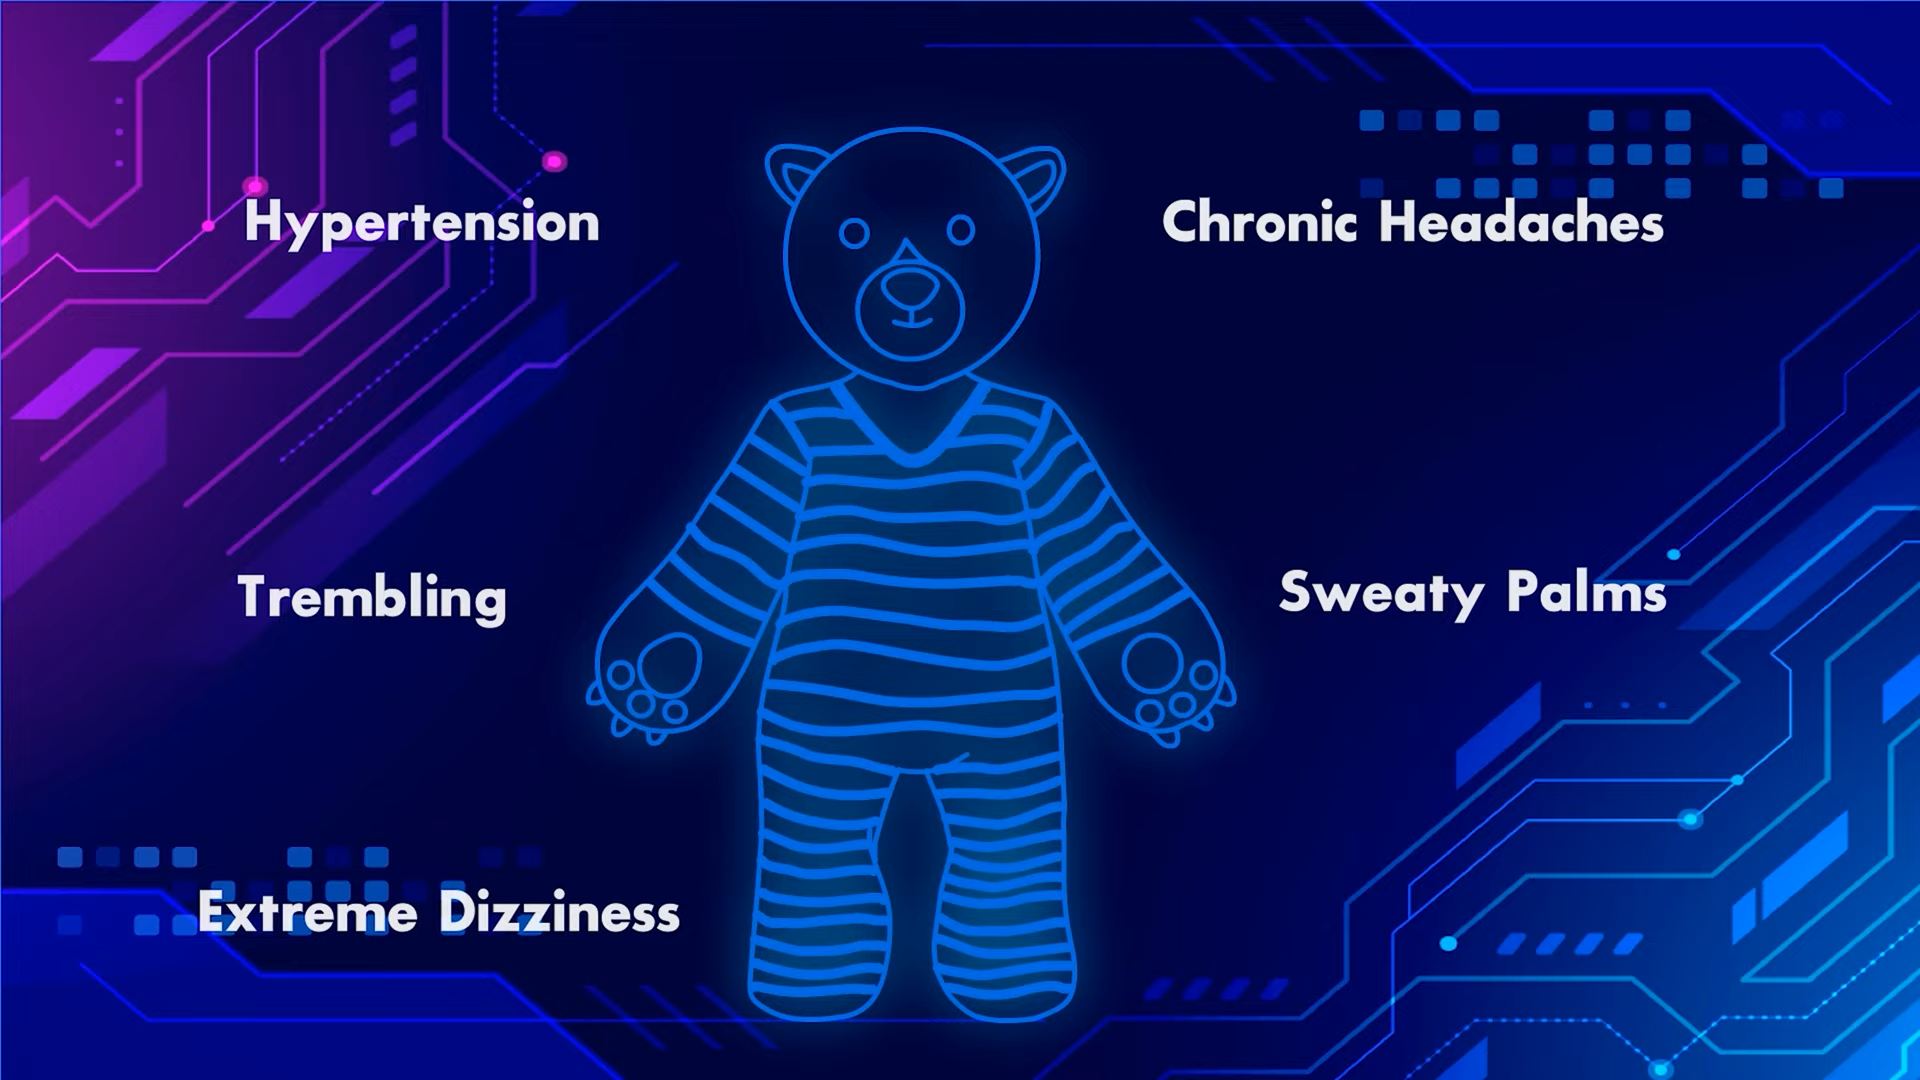 Hypertension
Chronic Headaches
Trembling
Sweaty Palms
Extreme Dizziness